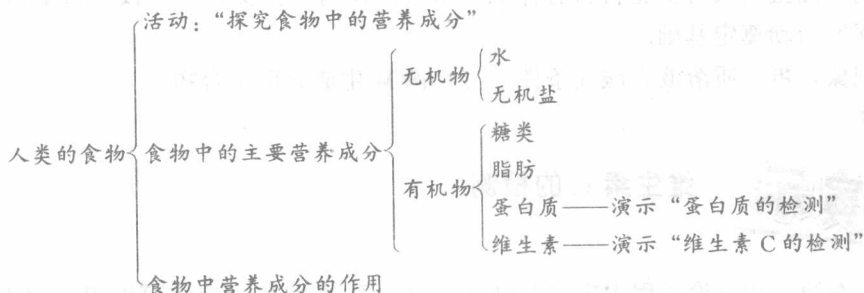 活动：“探究食物中的营养成分”
水
无机物
无机盐
糖类
人类的食物 食物中的主要营养成分
脂肪
有机物
蛋白质——演示“蛋白质的检测”
维生素——演示“维生素 C 的检测”
食物中营养成分的作用